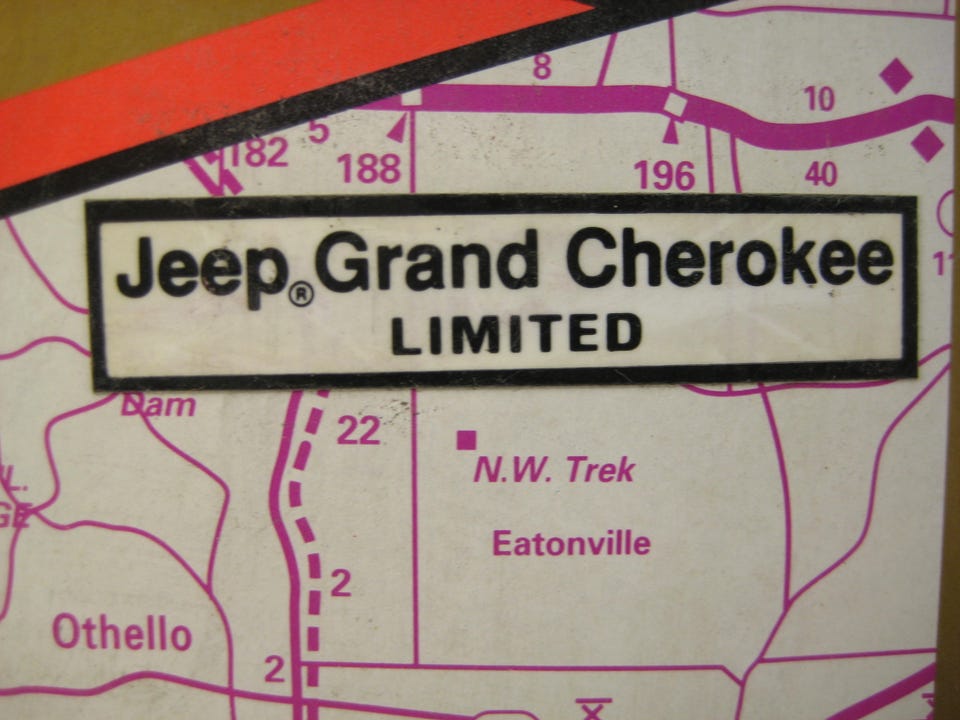 8
10
5
182
188
196
40
Jeep® Grand Cherokee
LIMITED
Dam
22
N.W. Trek
Eatonville
2
Othello
2